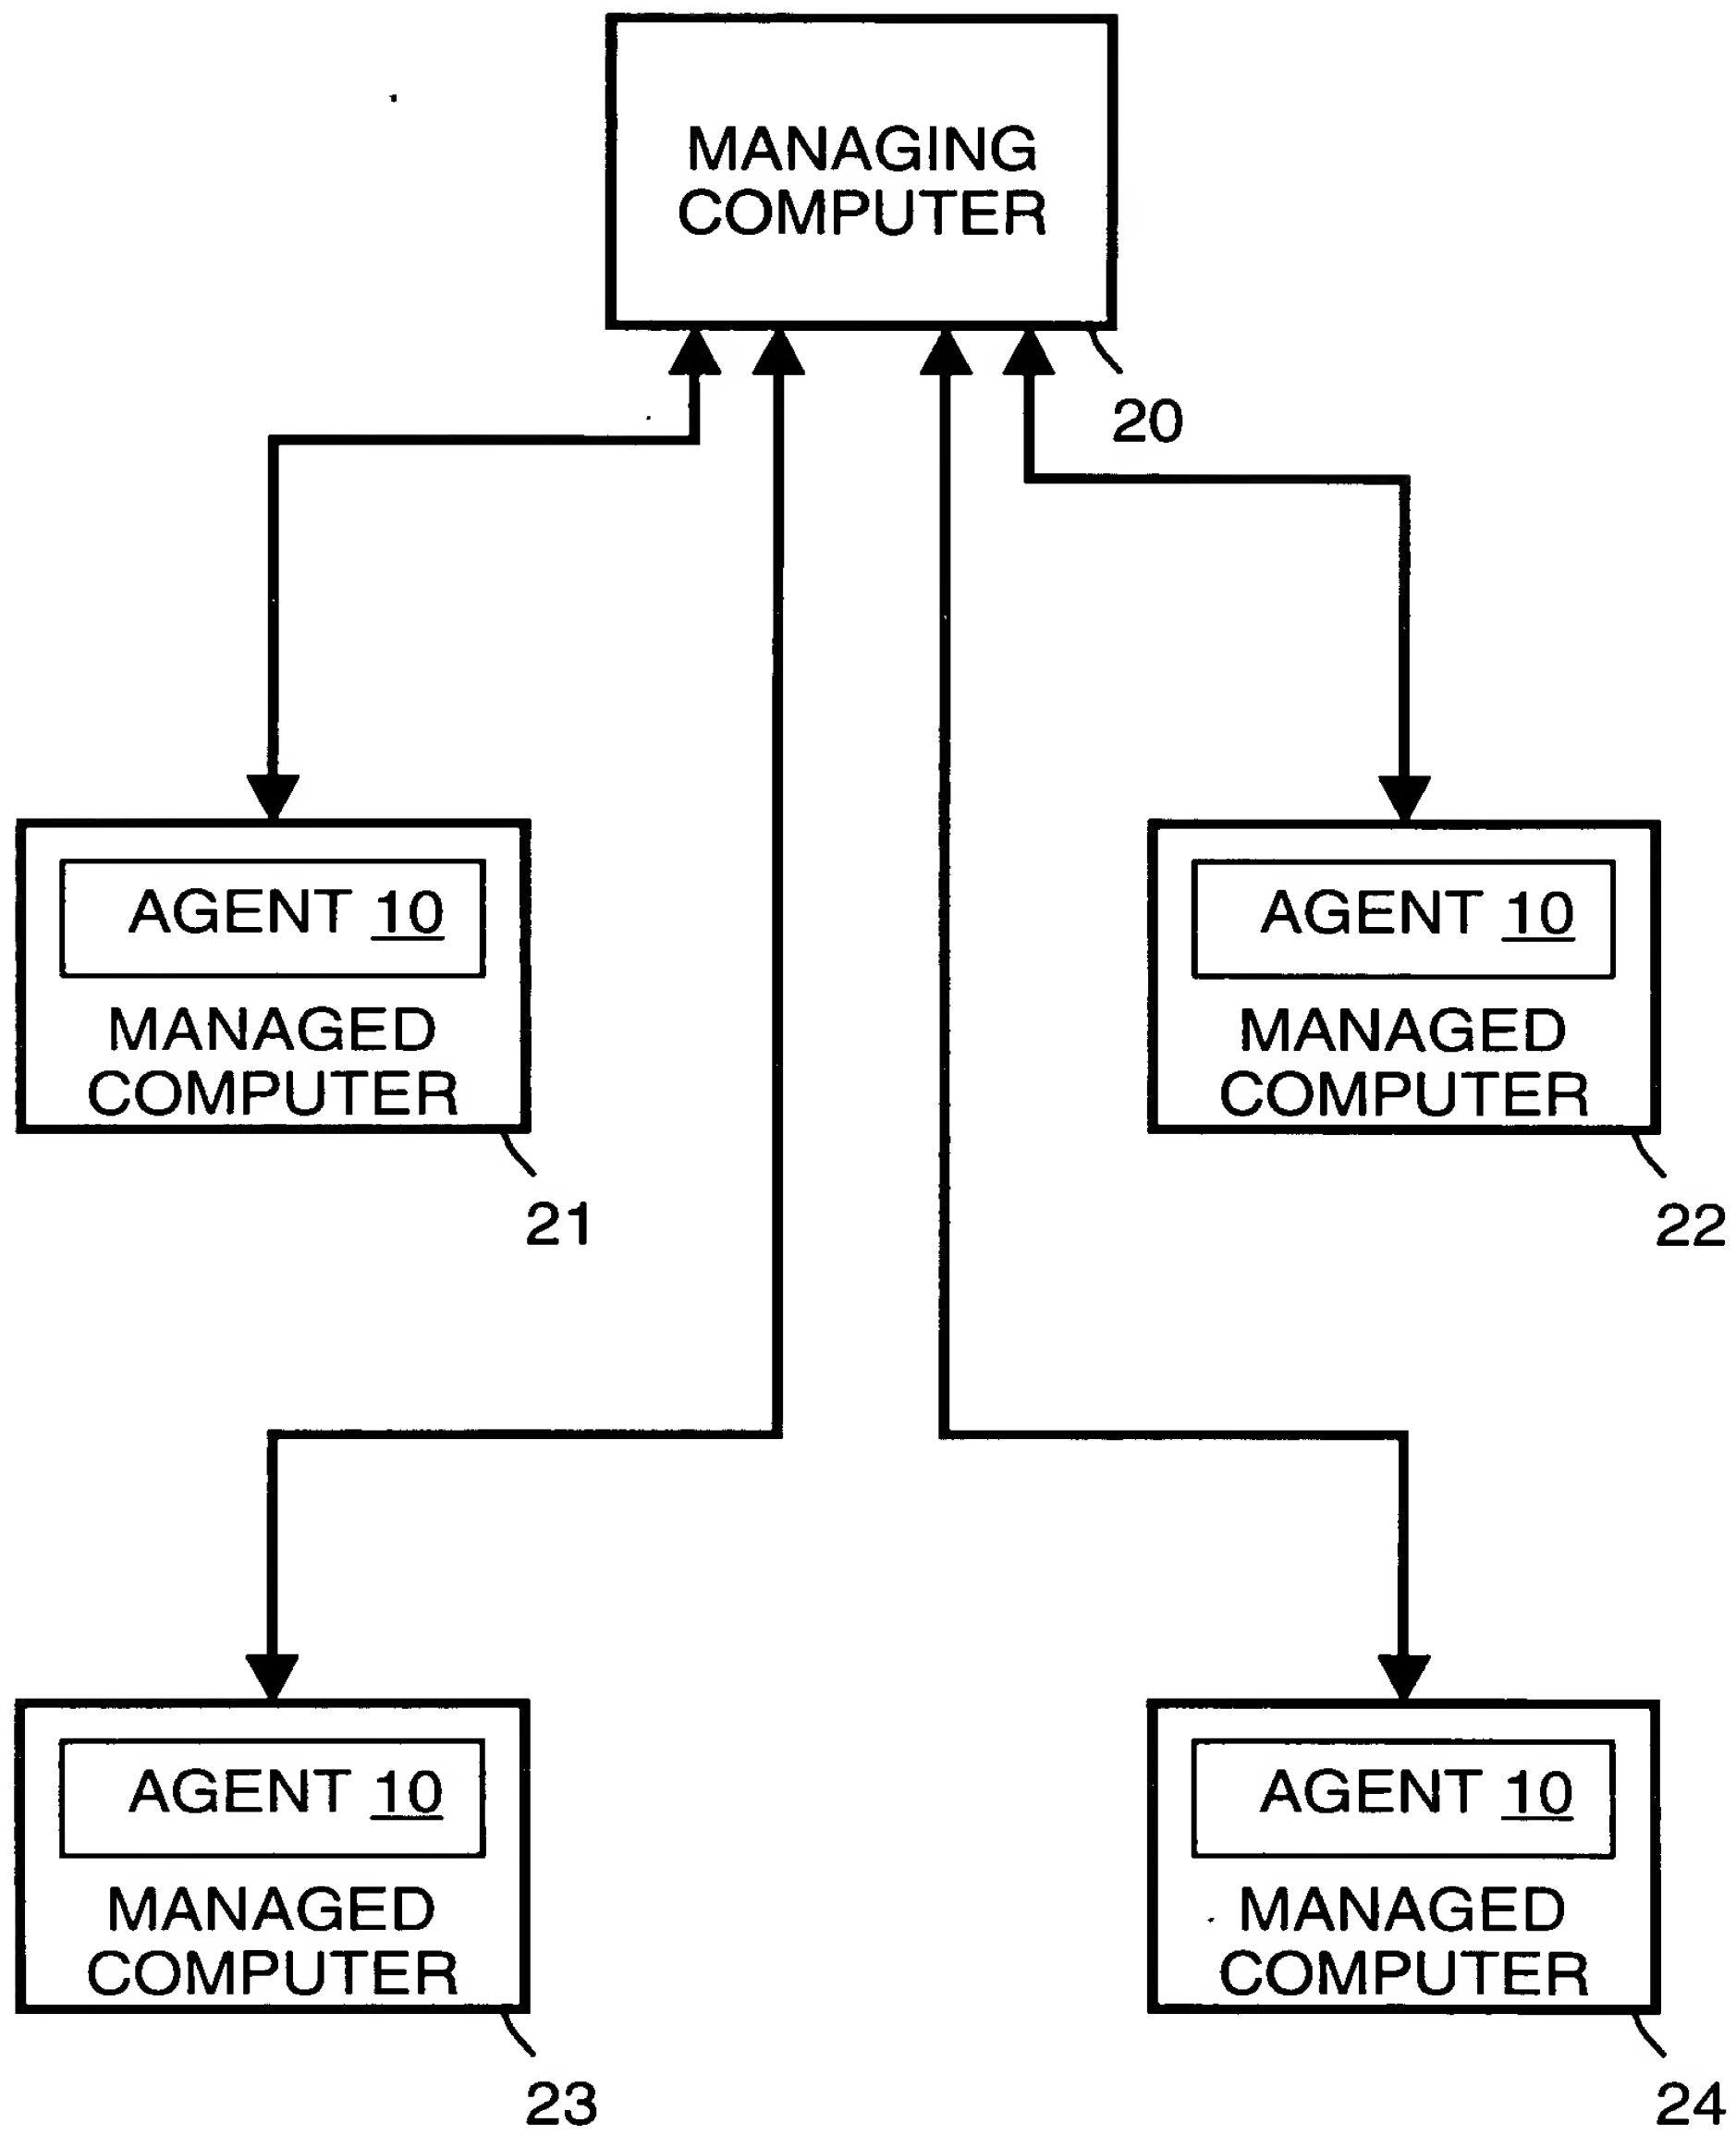 MANAGING
COMPUTER
20
AGENT 10
MANAGED
COMPUTER
21
AGENT 10
MANAGED
COMPUTER
22
AGENT 10
MANAGED
COMPUTER
23
AGENT 10
MANAGED
COMPUTER
24